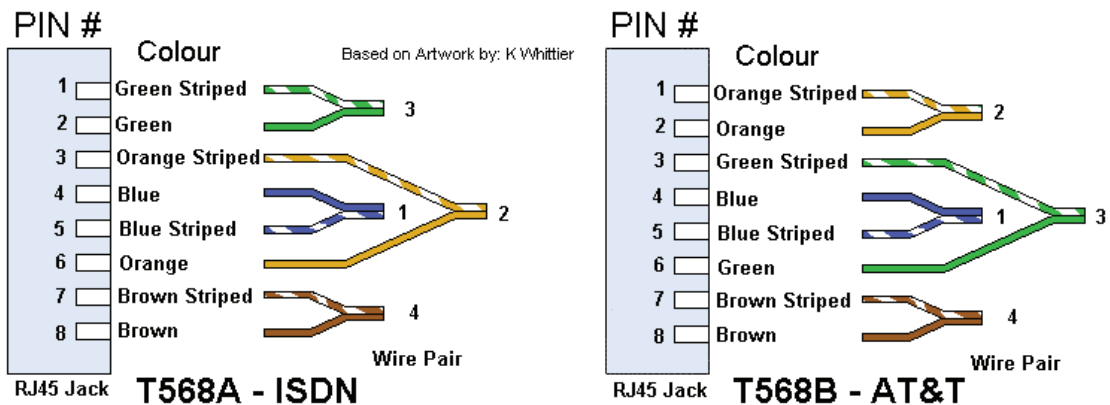 PIN #
Colour
Based on Artwork by: K Whittier
1 Green Striped
3
2 Green
3 Orange Striped
4 Blue
1
2
5 Blue Striped
6 Orange
7 Brown Striped
4
8 Brown
Wire Pair
RJ45 Jack
T568A - ISDN
PIN #
Colour
1 Orange Striped
2
2 Orange
3 Green Striped
4 Blue
1
3
5 Blue Striped
6 Green
7 Brown Striped
4
8 Brown
Wire Pair
RJ45 Jack
T568B - AT&T